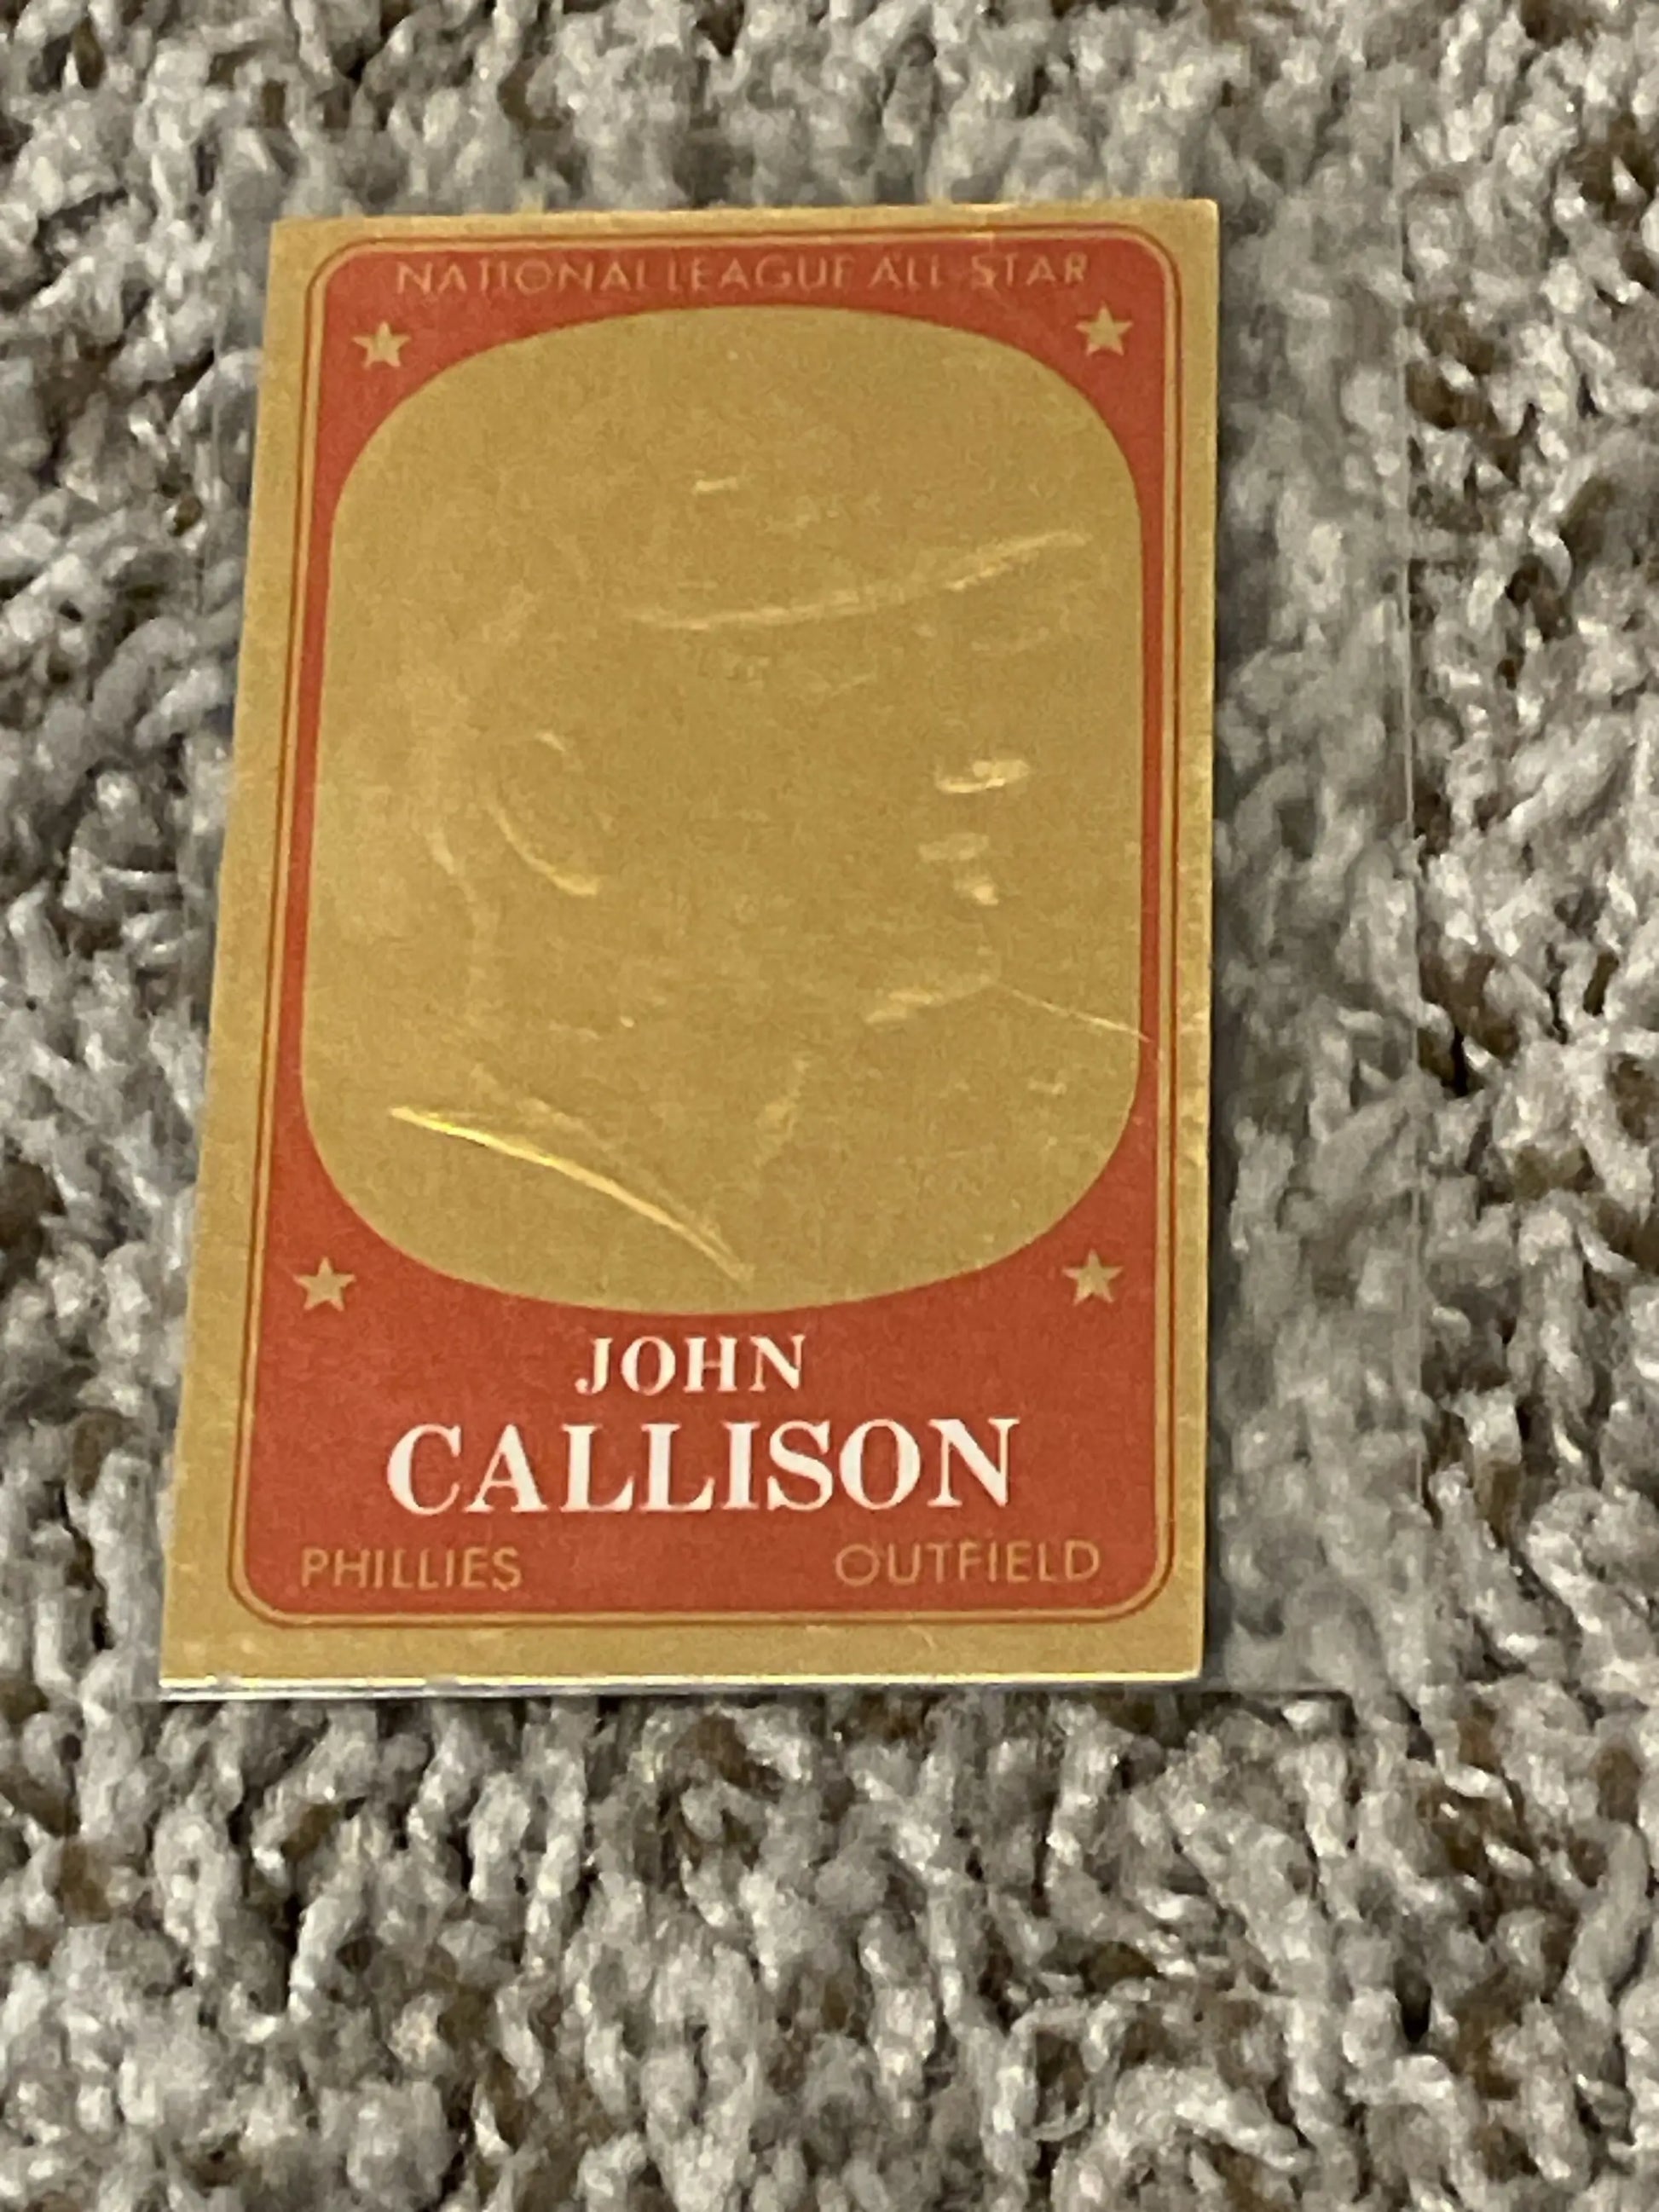 NATIONAL LEAGUE ALL-STAR
JOHN
CALLISON
PHILLIES OUTFIELD